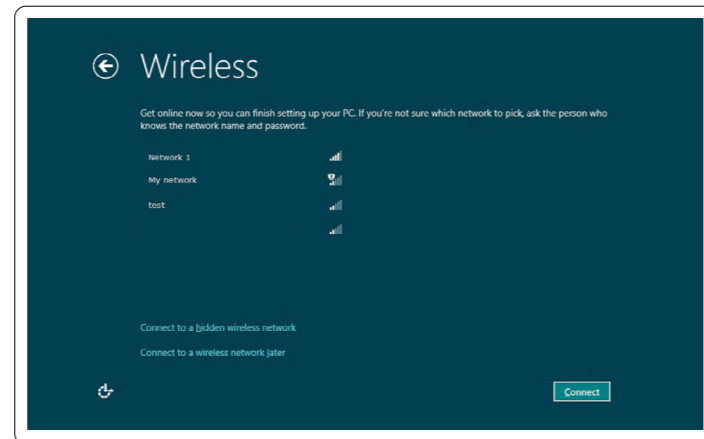 Wireless
Get online now so you can finish setting up your PC. If you're not sure which network to pick, ask the person who
knows the network name and password.
Network 1
My network
test
Connect to a hidden wireless network
Connect to a wireless network later
Connect